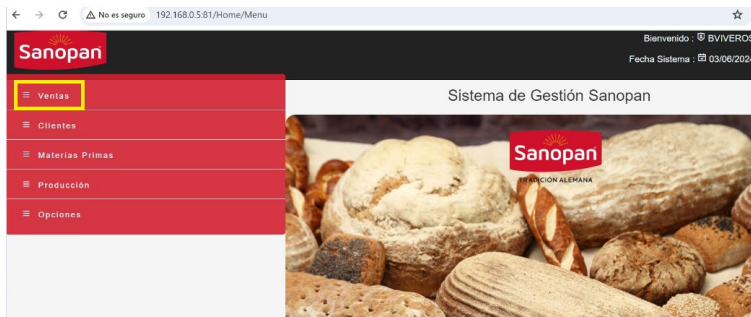 No es seguro 192.168.0.5:81/Home/Menu
Sanopan
Bienvenido : BVIVEROS
Fecha Sistema : 03/06/2024
Ventas
Clientes
Materias Primas
Producción
Opciones
Sistema de Gestión Sanopan
Sanopan
TRADICIÓN ALEMANA